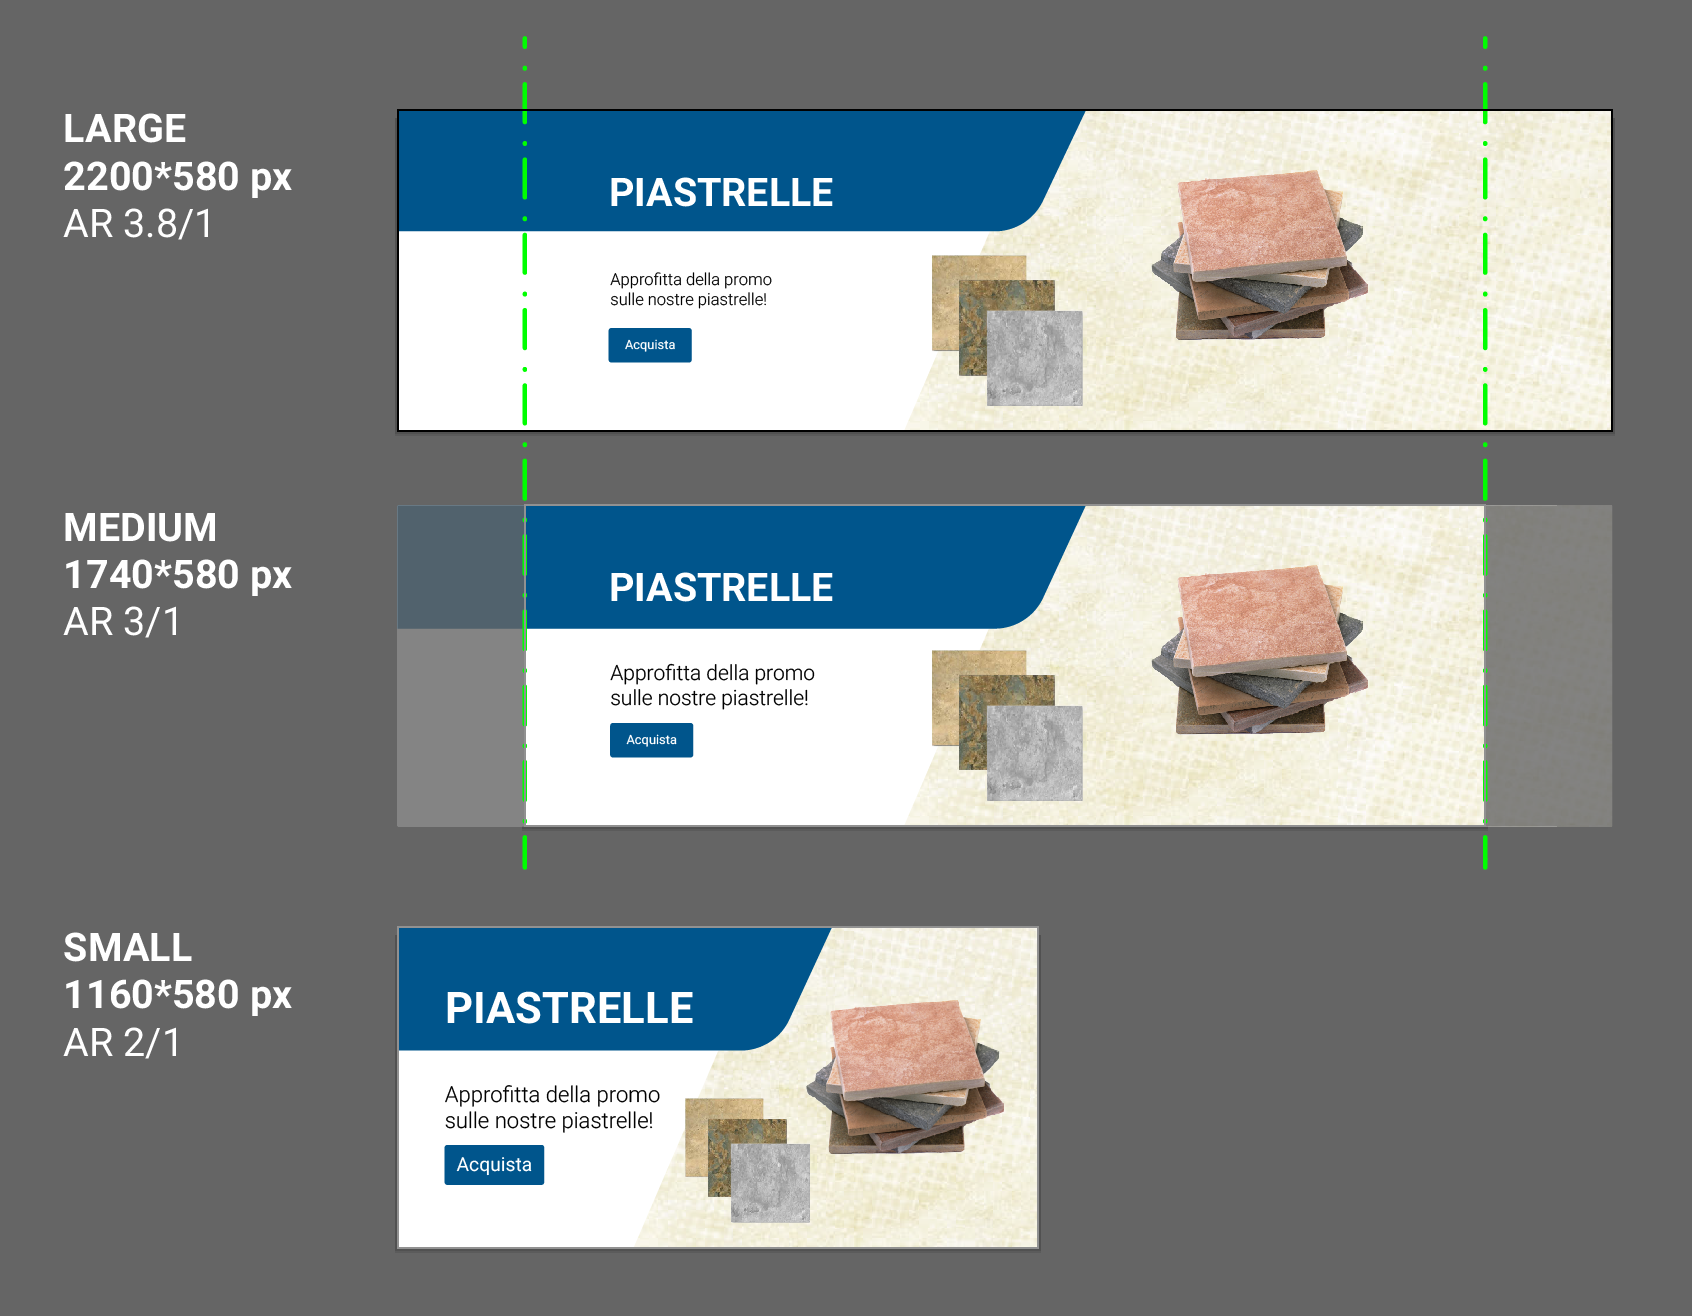 LARGE
2200*580 px
AR 3.8/1
PIASTRELLE
Approfitta della promo
sulle nostre piastrelle!
Acquista
MEDIUM
1740*580 px
AR 3/1
PIASTRELLE
Approfitta della promo
sulle nostre piastrelle!
Acquista
SMALL
1160*580 px
AR 2/1
PIASTRELLE
Approfitta della promo
sulle nostre piastrelle!
Acquista